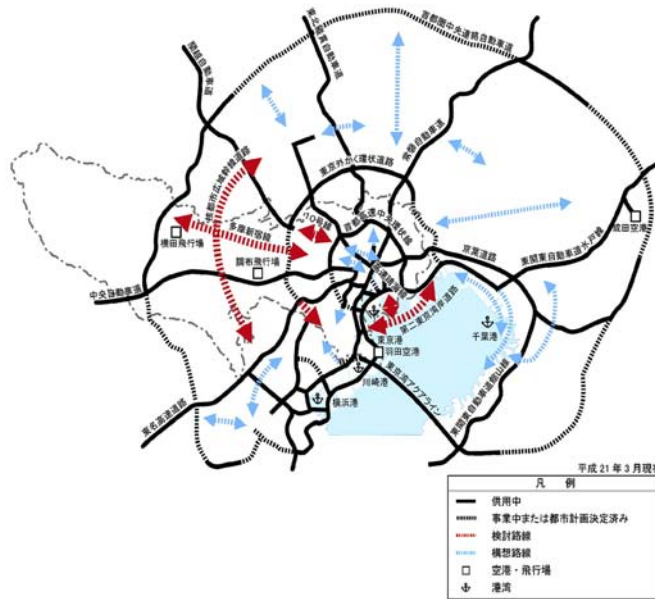 首都圏中央連絡自動車道
東北縦貫自動車道
関越自動車道
常磐自動車道
東京外かく環状道路
核都市広域幹線道路
10号線
首都高速中央環状線
多摩新宿線
横田飛行場
調布飛行場
京葉道路
東関東自動車道水戸線
成田空港
中央自動車道
第二東京湾岸道路
千葉港
東京港
羽田空港
川崎港
東京湾アクアライン
東関東自動車道館山線
横浜港
東名高速道路
平成21年3月現在
凡 例
供用中
事業中または都市計画決定済み
検討路線
構想路線
空港・飛行場
港湾